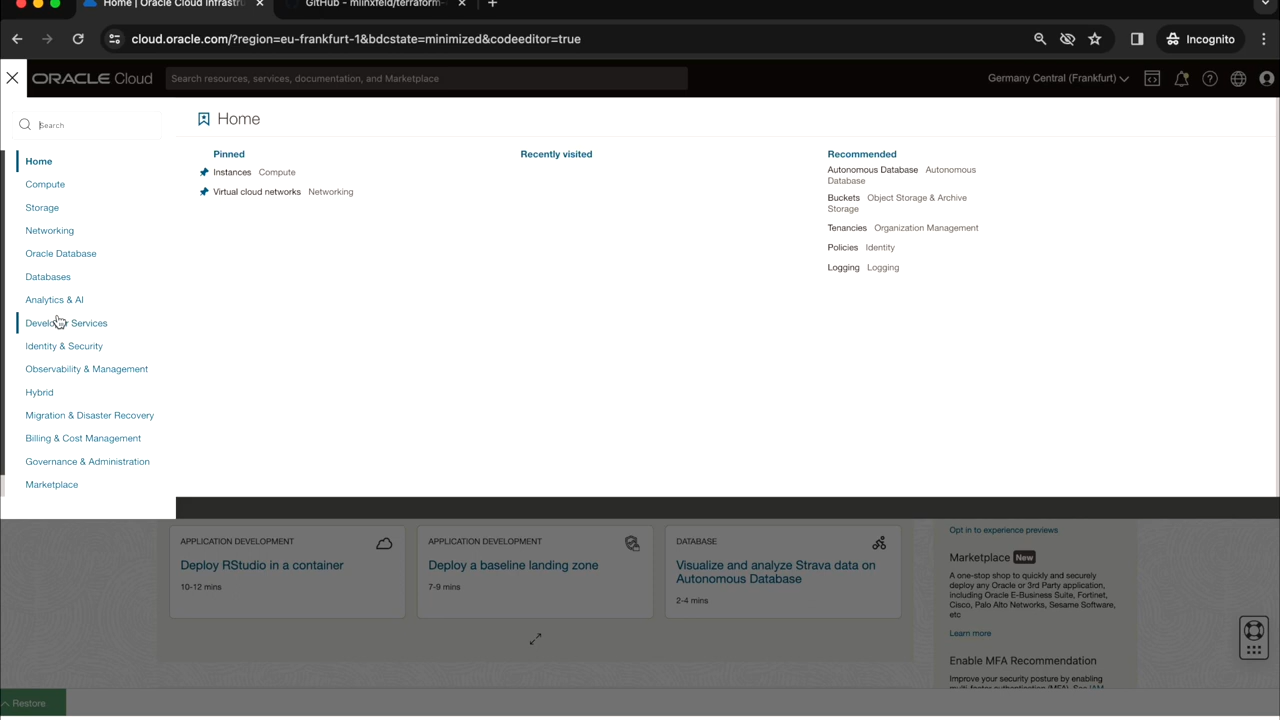 Home | Oracle Cloud Infrastr
GitHub - mlinxfeld/terraform-
cloud.oracle.com/?region=eu-frankfurt-1&bdcstate=minimized&codeeditor=true
Incognito
ORACLE Cloud
Search resources, services, documentation, and Marketplace
Germany Central (Frankfurt)
Search
Home
Compute
Storage
Networking
Oracle Database
Databases
Analytics & AI
Developer Services
Identity & Security
Observability & Management
Hybrid
Migration & Disaster Recovery
Billing & Cost Management
Governance & Administration
Marketplace
Home
Pinned
Instances Compute
Virtual cloud networks Networking
Recently visited
Recommended
Autonomous Database Autonomous
Database
Buckets Object Storage & Archive
Storage
Tenancies Organization Management
Policies Identity
Logging Logging
APPLICATION DEVELOPMENT
Deploy RStudio in a container
10-12 mins
APPLICATION DEVELOPMENT
Deploy a baseline landing zone
7-9 mins
DATABASE
Visualize and analyze Strava data on
Autonomous Database
2-4 mins
Opt in to experience previews
Marketplace New
A one-stop shop to quickly and securely
deploy any Oracle or 3rd Party application,
including Oracle E-Business Suite, Fortinet,
Cisco, Palo Alto Networks, Sesame Software,
etc
Learn more
Enable MFA Recommendation
Improve your security posture by enabling
Restore